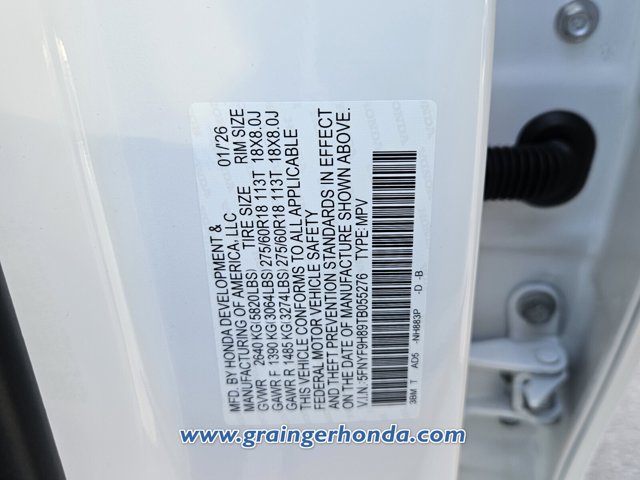 MFD. BY HONDA DEVELOPMENT &
MANUFACTURING OF AMERICA, LLC 01/26
TIRE SIZE RIM SIZE
GVWR 2640 KG(5820LBS)
GAWR F 1390 KG(3064LBS) 275/60R18 113T 18X8.0J
GAWR R 1485 KG(3274LBS) 275/60R18 113T 18X8.0J
THIS VEHICLE CONFORMS TO ALL APPLICABLE
FEDERAL MOTOR VEHICLE SAFETY
AND THEFT PREVENTION STANDARDS IN EFFECT
ON THE DATE OF MANUFACTURE SHOWN ABOVE.
V.I.N.: 5FNYF9H89TB055276 TYPE: MPV
3BM T AD5 -NH883P -D -B
www.graingerhonda.com